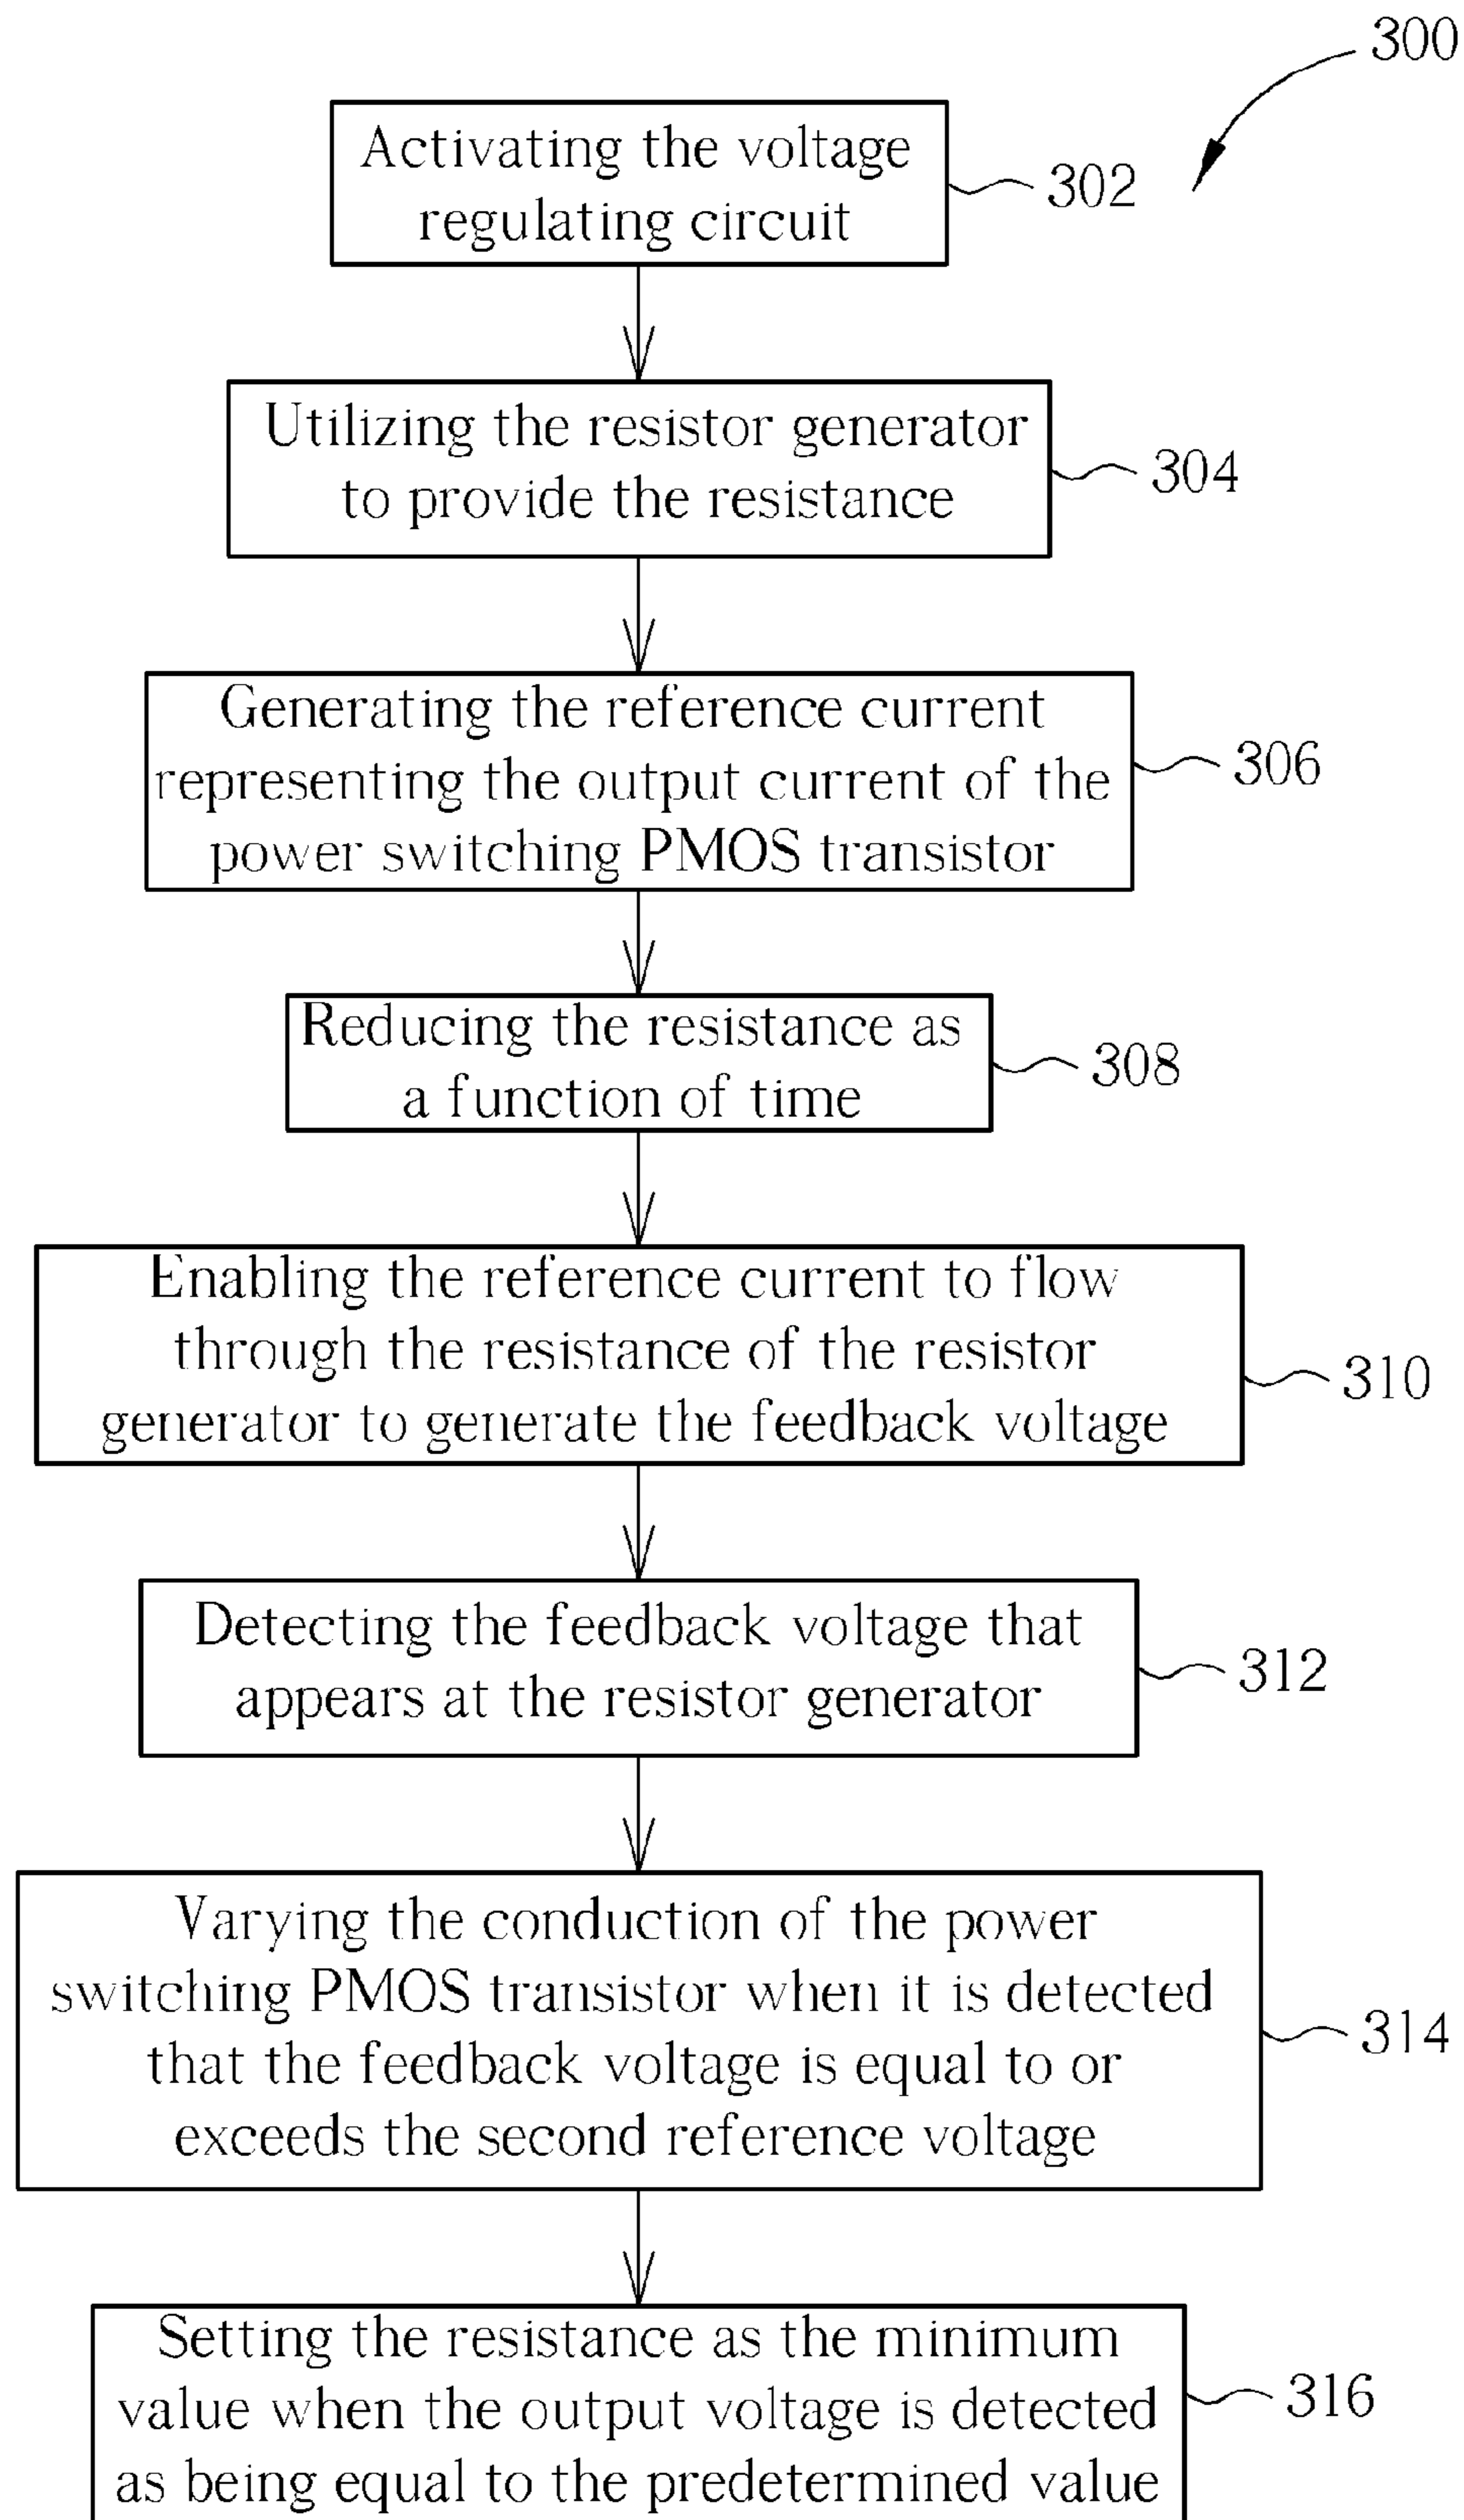 300
Activating the voltage
regulating circuit
302
Utilizing the resistor generator
to provide the resistance
304
Generating the reference current
representing the output current of the
power switching PMOS transistor
306
Reducing the resistance as
a function of time
308
Enabling the reference current to flow
through the resistance of the resistor
generator to generate the feedback voltage
310
Detecting the feedback voltage that
appears at the resistor generator
312
Varying the conduction of the power
switching PMOS transistor when it is detected
that the feedback voltage is equal to or
exceeds the second reference voltage
314
Setting the resistance as the minimum
value when the output voltage is detected
as being equal to the predetermined value
316